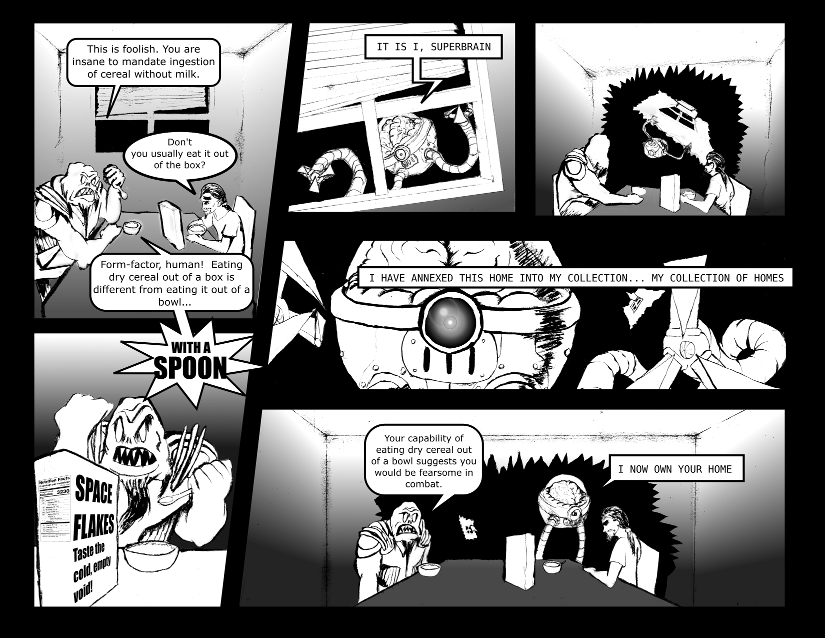 This is foolish. You are
insane to mandate ingestion
of cereal without milk.
Don't
you usually eat it out
of the box?
Form-factor, human!  Eating
dry cereal out of a box is
different from eating it out of a
bowl...
WITH A
SPOON
SPACE
FLAKES
Taste the
cold, empty
void!
IT IS I, SUPERBRAIN
I HAVE ANNEXED THIS HOME INTO MY COLLECTION... MY COLLECTION OF HOMES
Your capability of
eating dry cereal out
of a bowl suggests you
would be fearsome in
combat.
I NOW OWN YOUR HOME